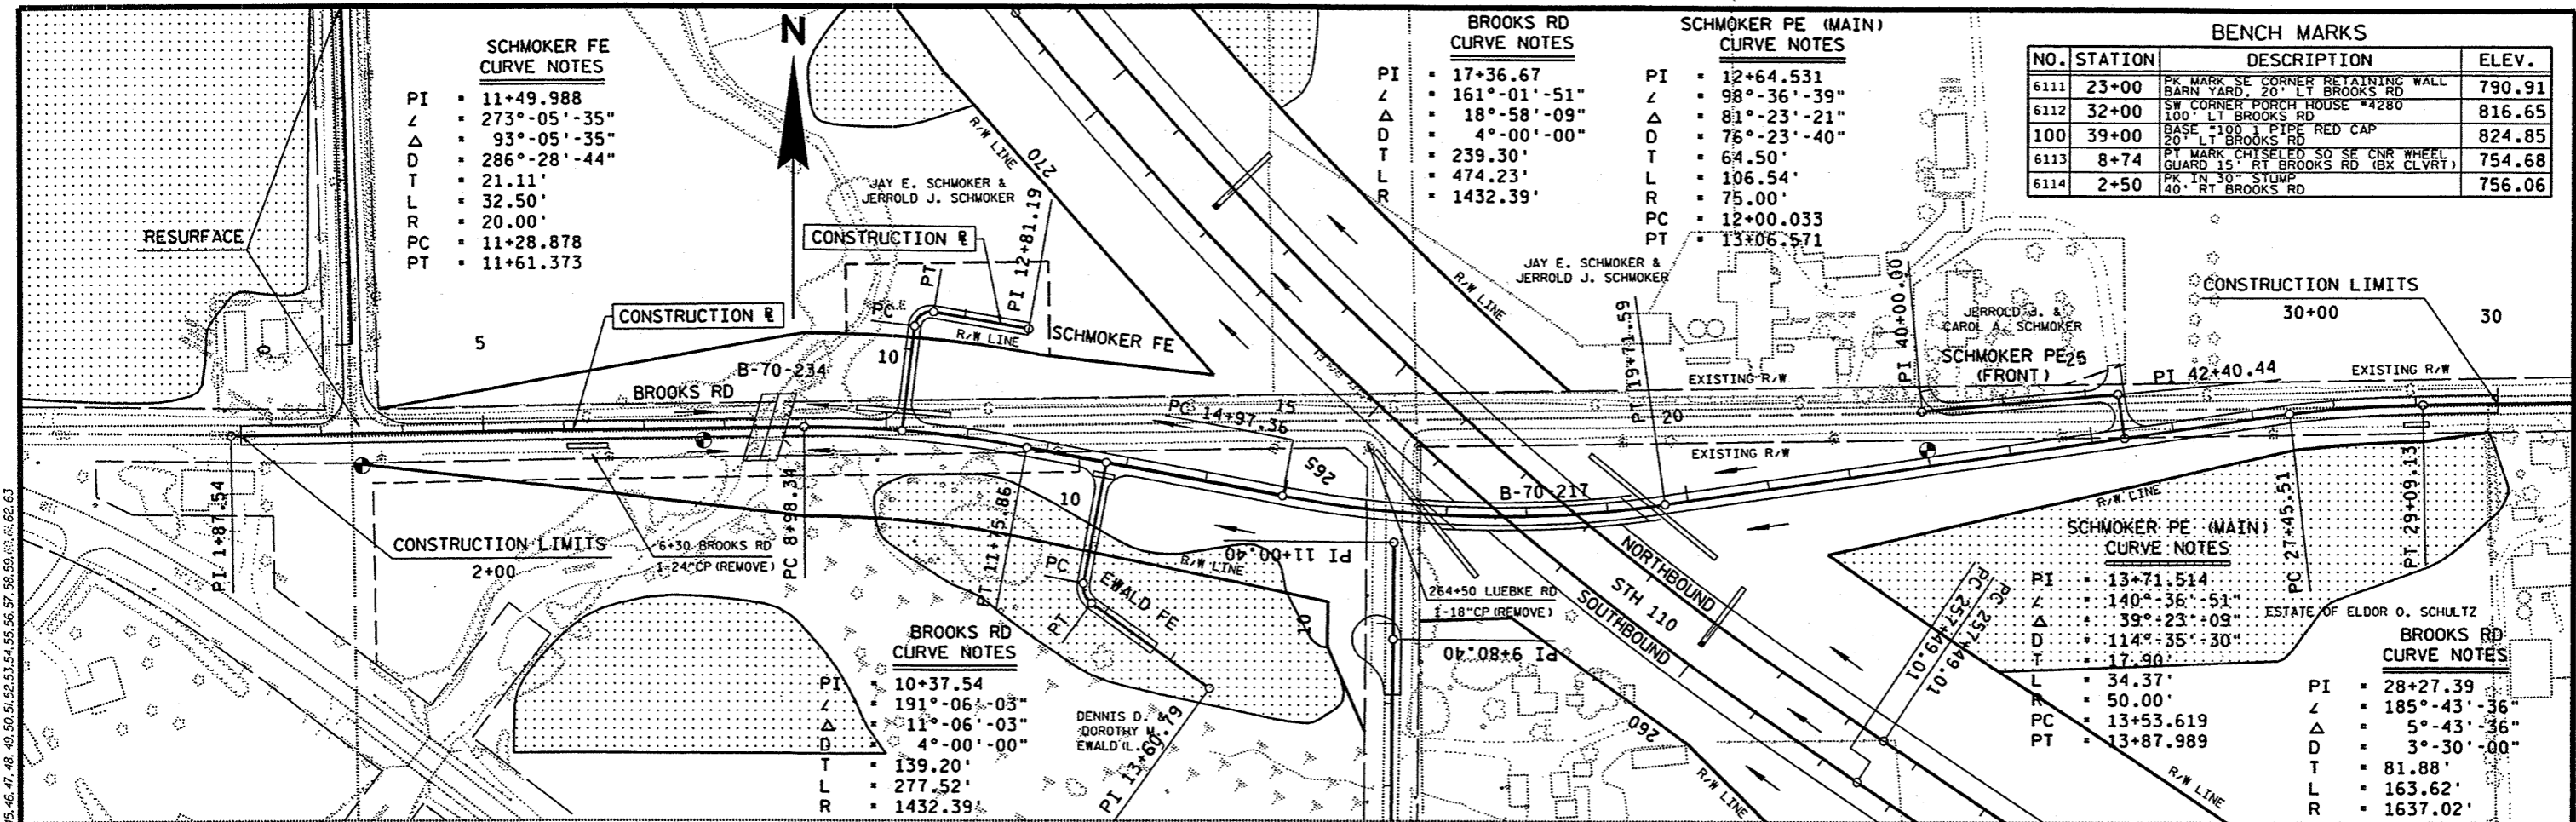 SCHMOKER FE
CURVE NOTES
PI = 11+49.988
∠ = 273°-05'-35"
△ = 93°-05'-35"
D = 286°-28'-44"
T = 21.11'
L = 32.50'
R = 20.00'
PC = 11+28.878
PT = 11+61.373
N
BROOKS RD
CURVE NOTES
PI = 17+36.67
∠ = 161°-01'-51"
△ = 18°-58'-09"
D = 4°-00'-00"
T = 239.30'
L = 474.23'
R = 1432.39'
SCHMOKER PE (MAIN)
CURVE NOTES
PI = 12+64.531
∠ = 98°-36'-39"
△ = 81°-23'-21"
D = 76°-23'-40"
T = 64.50'
L = 106.54'
R = 75.00'
PC = 12+00.033
PT = 13+06.571
BENCH MARKS
NO. STATION DESCRIPTION ELEV.
6111 23+00 PK MARK SE CORNER RETAINING WALL
BARN YARD, 20' LT BROOKS RD 790.91
6112 32+00 SW CORNER PORCH HOUSE #4280
100' LT BROOKS RD 816.65
100 39+00 BASE #100 1 PIPE RED CAP
20' LT BROOKS RD 824.85
6113 8+74 PT MARK CHISELED SO SE CNR WHEEL
GUARD 15' RT BROOKS RD (BX CLVRT) 754.68
6114 2+50 PK IN 30" STUMP
40' RT BROOKS RD 756.06
RESURFACE
R/W LINE
270
JAY E. SCHMOKER &
JERROLD J. SCHMOKER
CONSTRUCTION ℄
PI 12+81.19
PT
PC
R/W LINE
SCHMOKER FE
CONSTRUCTION ℄
5
10
B-70-234
BROOKS RD
R/W LINE
JAY E. SCHMOKER &
JERROLD J. SCHMOKER
PT 19+71.59
PI 40+00.00
JERROLD J. &
CAROL A. SCHMOKER
SCHMOKER PE
(FRONT)
25
CONSTRUCTION LIMITS
30+00
30
PI 42+40.44
EXISTING R/W
EXISTING R/W
PC 14+97.36
15
20
EXISTING R/W
265
B-70-217
PI 1+87.54
CONSTRUCTION LIMITS
2+00
6+30 BROOKS RD
1-24"CP (REMOVE)
PC 8+98.34
PT 11+75.86
10
PC
PT
EWALD FE
R/W LINE
PI 11+00.40
10
264+50 LUEBKE RD
1-18"CP (REMOVE)
PI 9+80.40
NORTHBOUND
STH 110
SOUTHBOUND
PC 257+49.01
PC 257+49.01
260
R/W LINE
R/W LINE
R/W LINE
PC 27+45.51
PT 29+09.13
BROOKS RD
CURVE NOTES
PI = 10+37.54
∠ = 191°-06'-03"
△ = 11°-06'-03"
D = 4°-00'-00"
T = 139.20'
L = 277.52'
R = 1432.39'
DENNIS D. &
DOROTHY M.
EWALD (L.
PI 13+60.79
SCHMOKER PE (MAIN)
CURVE NOTES
PI = 13+71.514
∠ = 140°-36'-51"
△ = 39°-23'-09"
D = 114°-35'-30"
T = 17.90'
L = 34.37'
R = 50.00'
PC = 13+53.619
PT = 13+87.989
ESTATE OF ELDOR O. SCHULTZ
BROOKS RD
CURVE NOTES
PI = 28+27.39
∠ = 185°-43'-36"
△ = 5°-43'-36"
D = 3°-30'-00"
T = 81.88'
L = 163.62'
R = 1637.02'